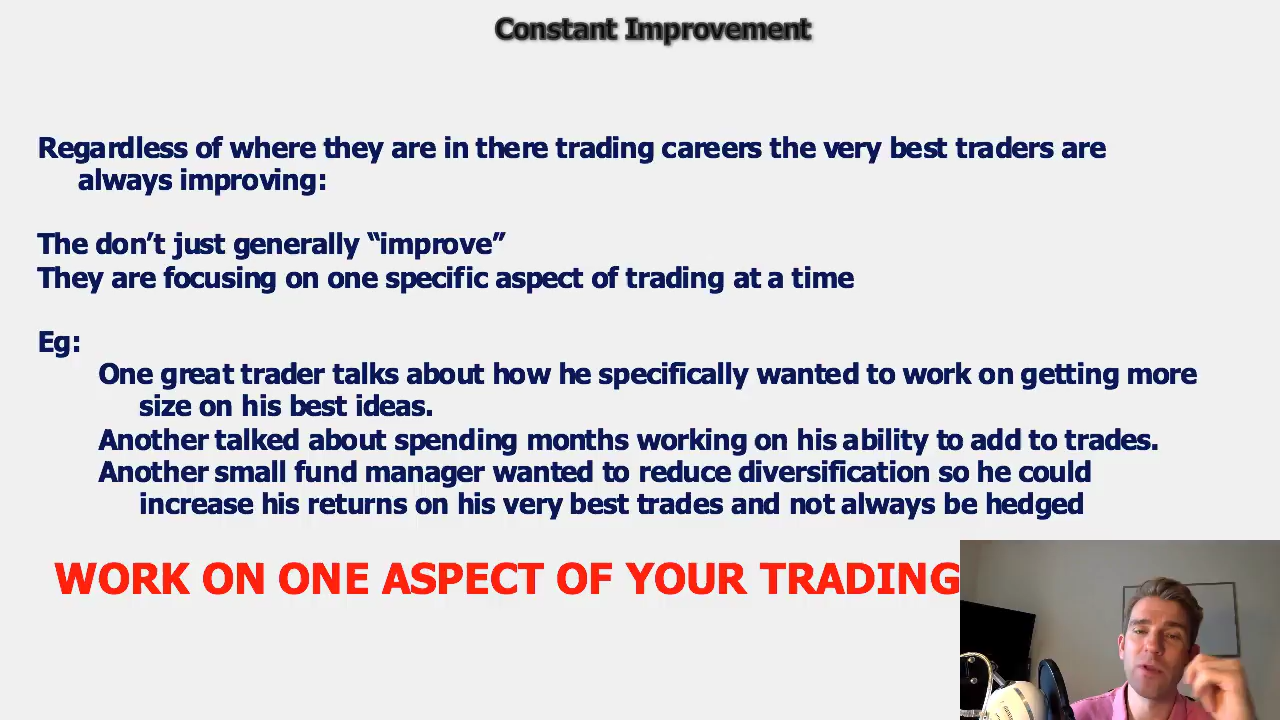 Constant Improvement
Regardless of where they are in there trading careers the very best traders are
always improving:
The don’t just generally “improve”
They are focusing on one specific aspect of trading at a time
Eg:
One great trader talks about how he specifically wanted to work on getting more
size on his best ideas.
Another talked about spending months working on his ability to add to trades.
Another small fund manager wanted to reduce diversification so he could
increase his returns on his very best trades and not always be hedged
WORK ON ONE ASPECT OF YOUR TRADING